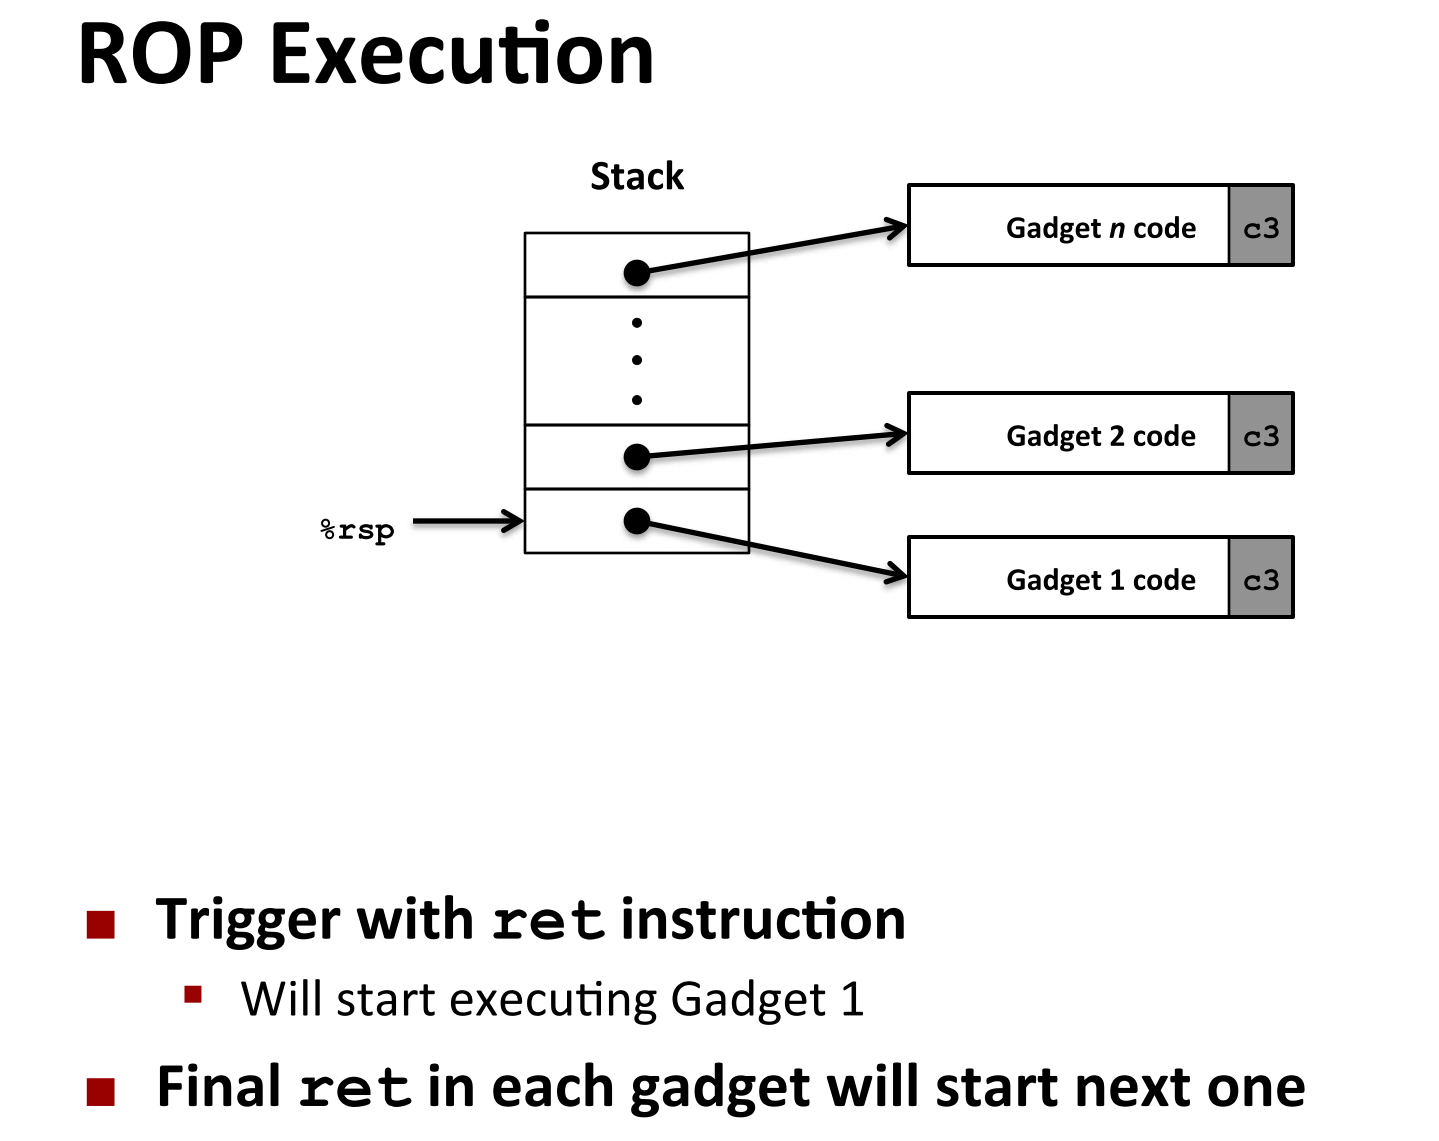 ROP Execution
Stack
Gadget n code c3
Gadget 2 code c3
%rsp
Gadget 1 code c3
Trigger with ret instruction
Will start executing Gadget 1
Final ret in each gadget will start next one